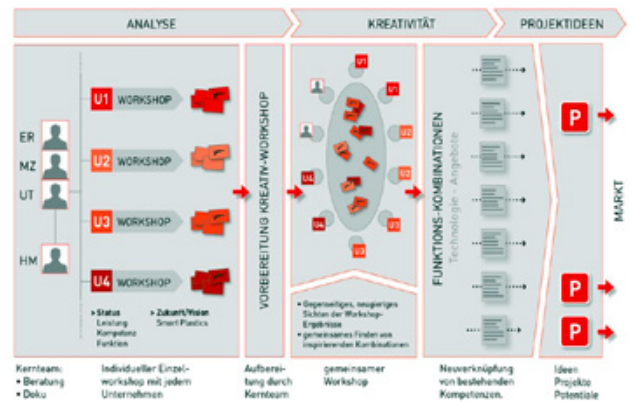 ANALYSE
KREATIVITÄT
PROJEKTIDEEN
ER
MZ
UT
HM
U1 WORKSHOP
U2 WORKSHOP
U3 WORKSHOP
U4 WORKSHOP
▸ Status
Leistung
Kompetenz
Funktion
▸ Zukunft/Vision
Smart Plastics
VORBEREITUNG KREATIV-WORKSHOP
U1
U1
U2
U2
U3
U3
U4
U4
• Gegenseitiges, neugieriges
Sichten der Workshop-
Ergebnisse
• gemeinsames Finden von
inspirierenden Kombinationen
FUNKTIONS-KOMBINATIONEN
Technologie - Angebote
P
P
P
MARKT
Kernteam:
• Beratung
• Doku
Individueller Einzel-
workshop mit jedem
Unternehmen
Aufberei-
tung durch
Kernteam
gemeinsamer
Workshop
Neuverknüpfung
von bestehenden
Kompetenzen.
Ideen
Projekte
Potentiale